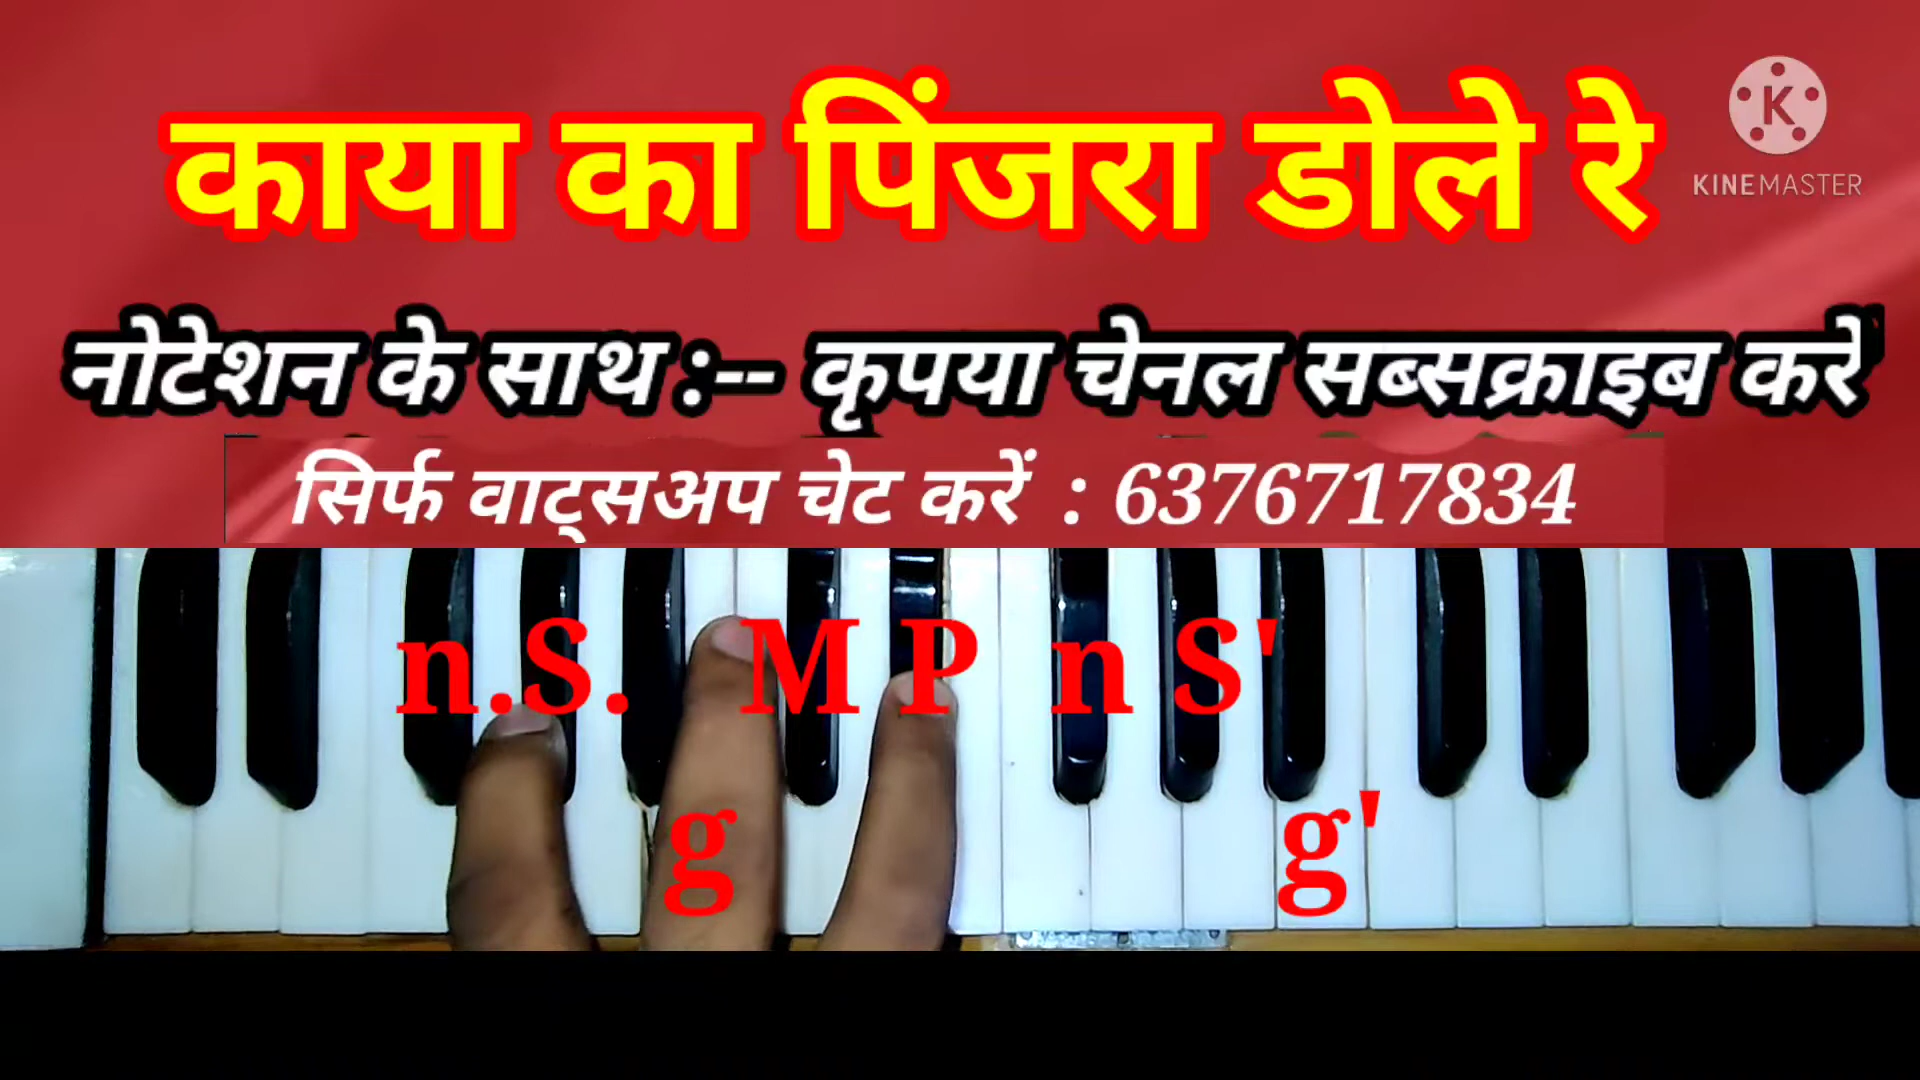 काया का पिंजरा डोले रे
KINEMASTER
नोटेशन के साथ :-- कृपया चेनल सब्सक्राइब करे
सिर्फ वाट्सअप चेट करें : 6376717834
n.S. M P n S'
g g'